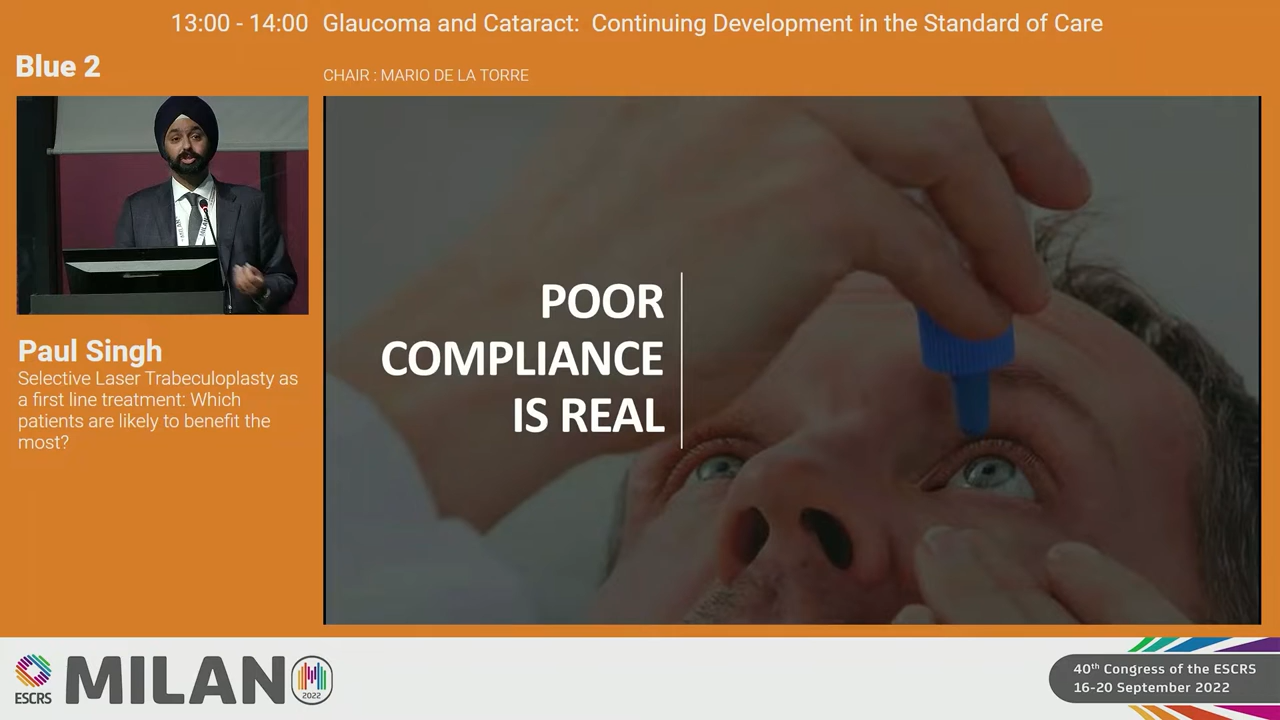 13:00 - 14:00 Glaucoma and Cataract: Continuing Development in the Standard of Care
Blue 2
CHAIR : MARIO DE LA TORRE
POOR
COMPLIANCE
IS REAL
Paul Singh
Selective Laser Trabeculoplasty as
a first line treatment: Which
patients are likely to benefit the
most?
ESCRS
MILANO
2022
40th Congress of the ESCRS
16-20 September 2022